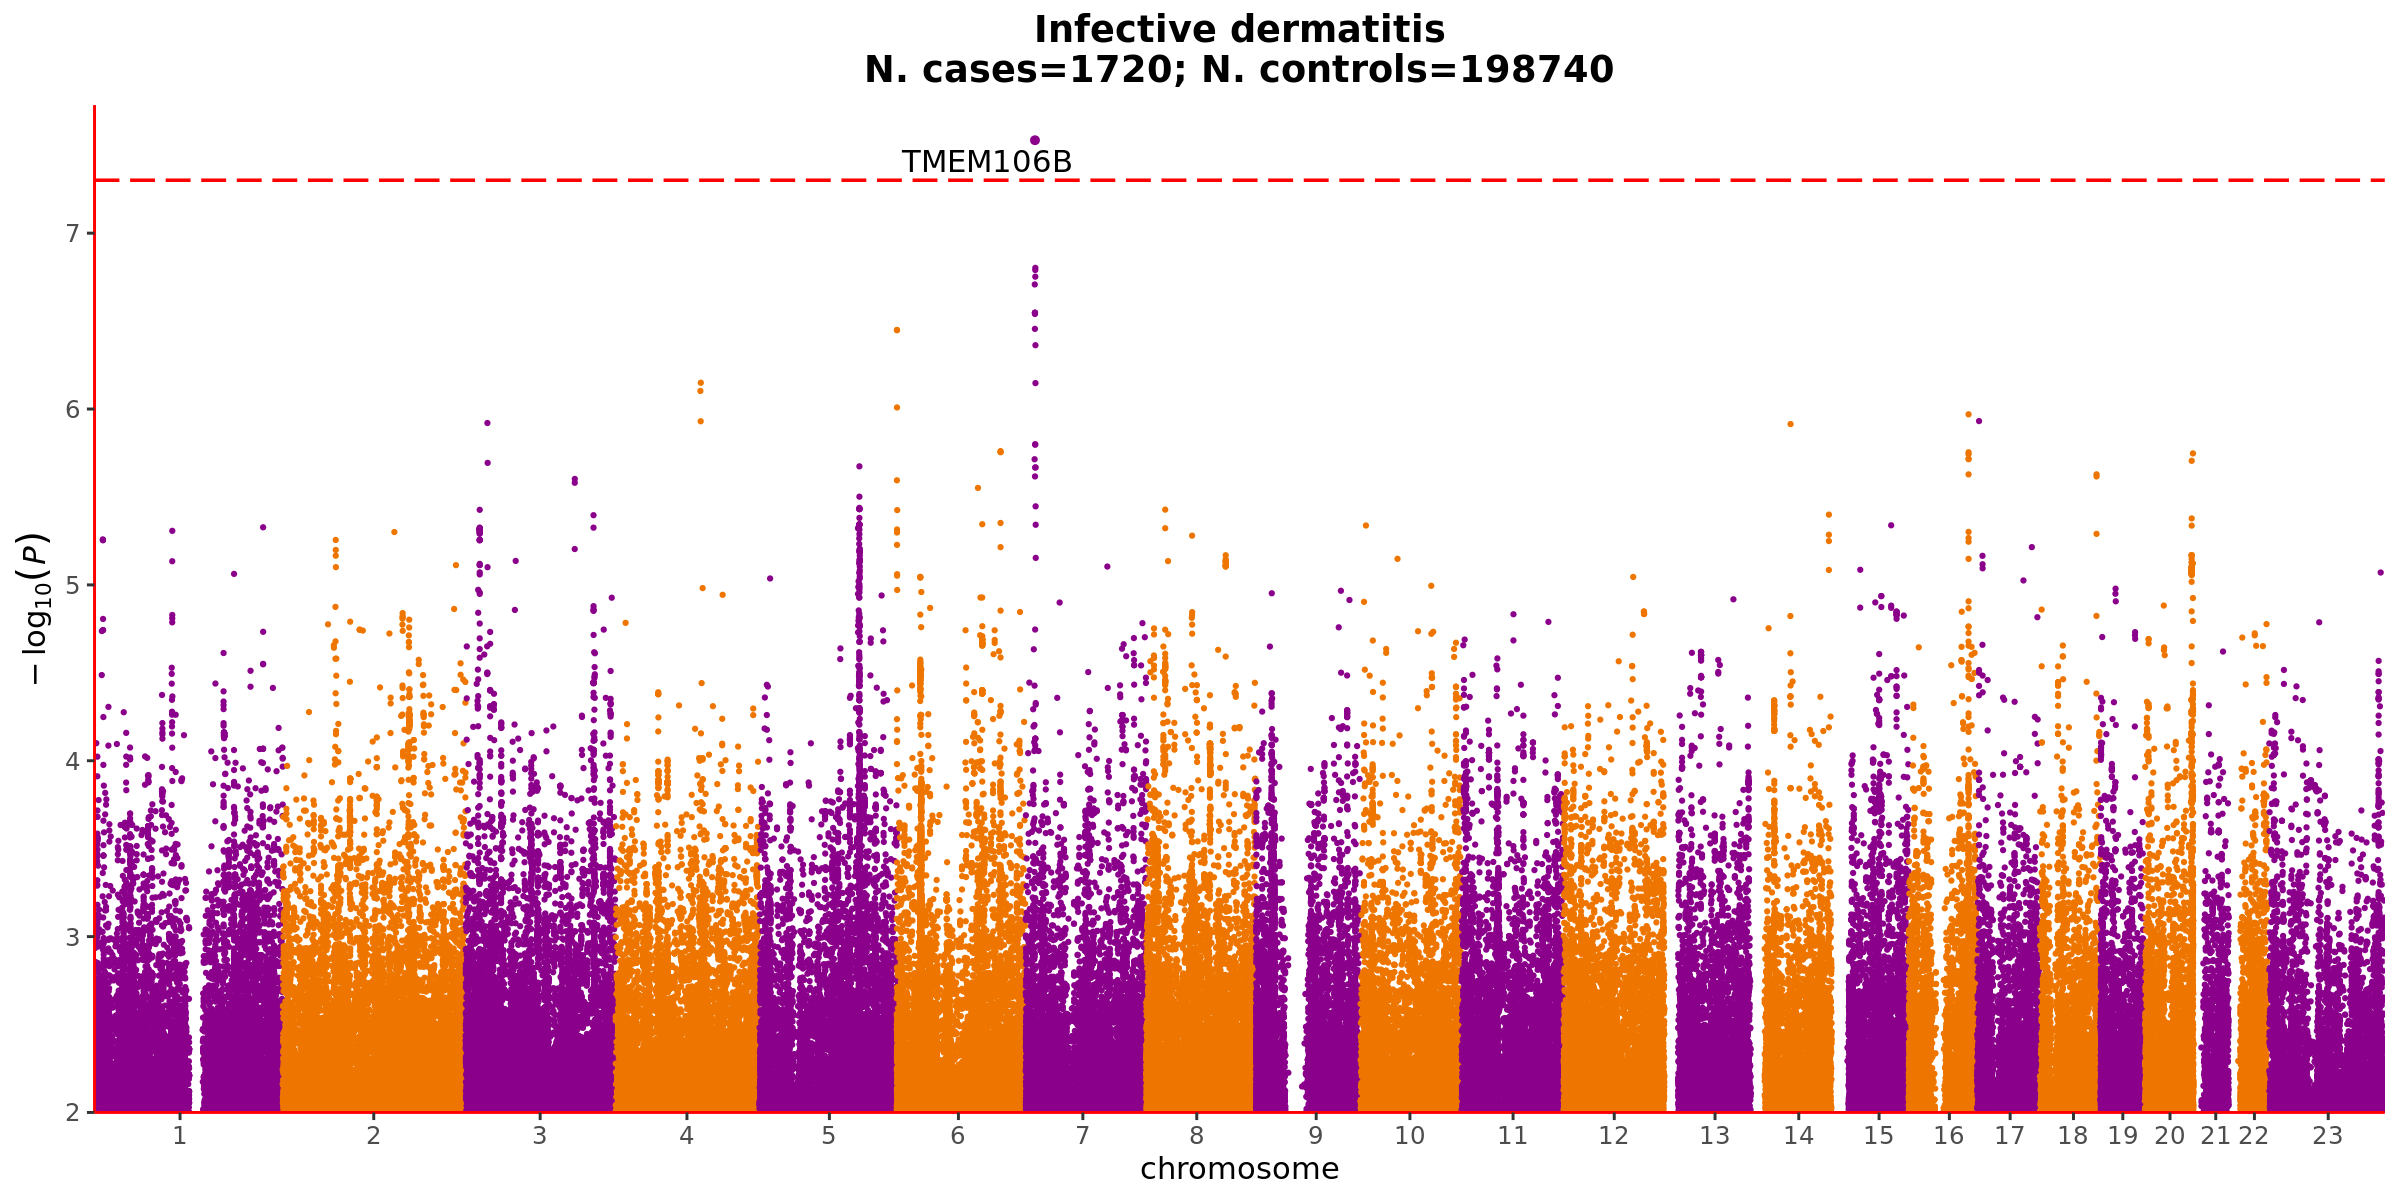 Infective dermatitis
N. cases=1720; N. controls=198740
TMEM106B
7
6
5
4
3
2
−log₁₀(P)
1 2 3 4 5 6 7 8 9 10 11 12 13 14 15 16 17 18 19 20 21 22 23
chromosome